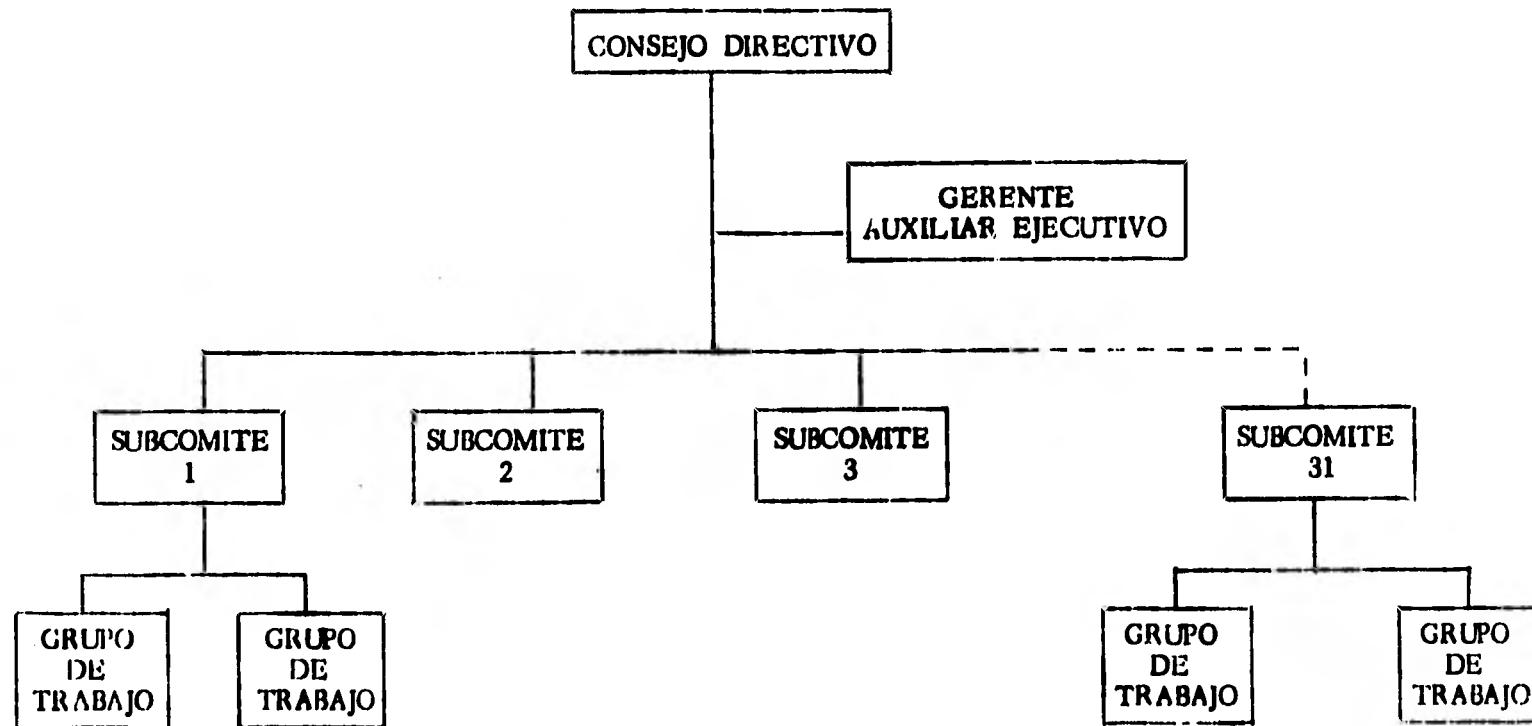 CONSEJO DIRECTIVO
GERENTE
AUXILIAR EJECUTIVO
SUBCOMITE
1
SUBCOMITE
2
SUBCOMITE
3
SUBCOMITE
31
GRUPO
DE
TRABAJO
GRUPO
DE
TRABAJO
GRUPO
DE
TRABAJO
GRUPO
DE
TRABAJO